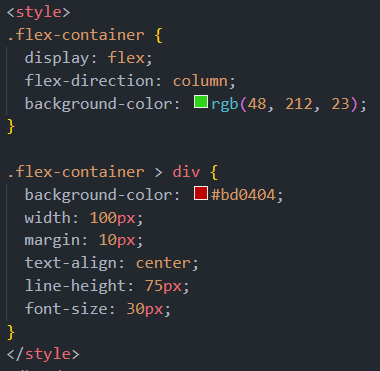 <style>
.flex-container {
  display: flex;
  flex-direction: column;
  background-color: rgb(48, 212, 23);
}

.flex-container > div {
  background-color: #bd0404;
  width: 100px;
  margin: 10px;
  text-align: center;
  line-height: 75px;
  font-size: 30px;
}
</style>